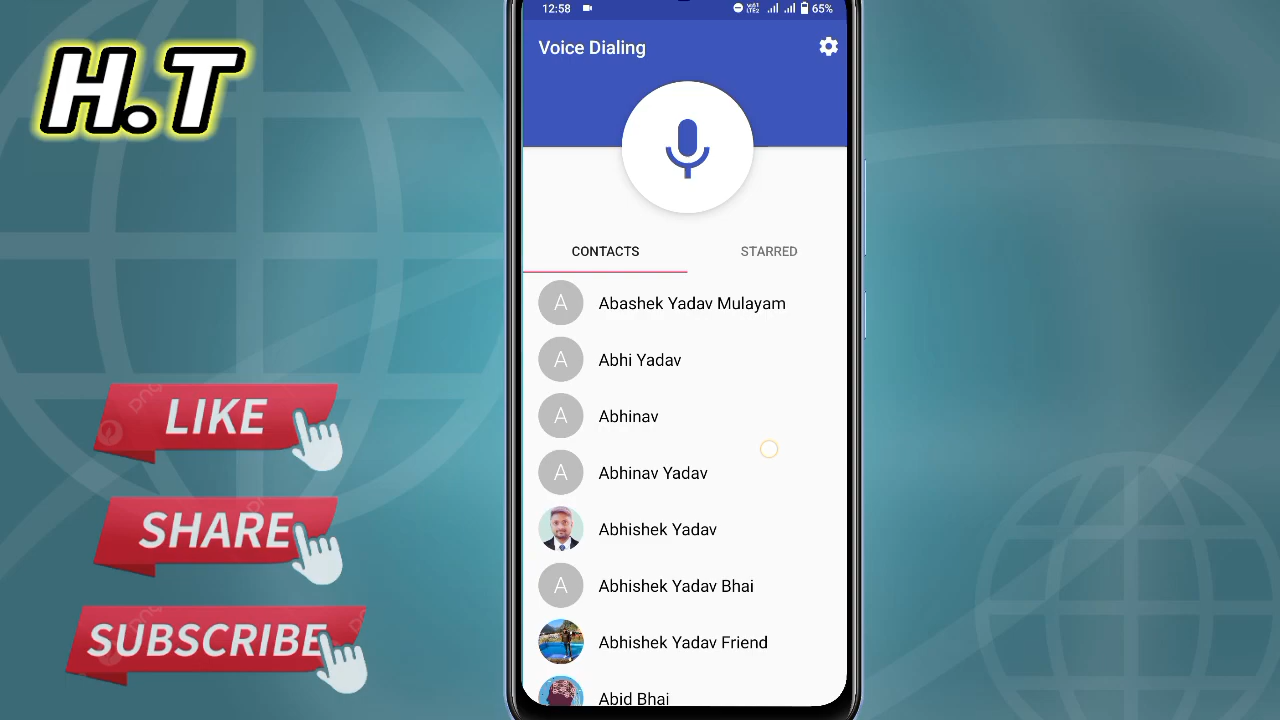 H.T
12:58
65%
Voice Dialing
CONTACTS
STARRED
A
Abashek Yadav Mulayam
A
Abhi Yadav
A
Abhinav
A
Abhinav Yadav
Abhishek Yadav
A
Abhishek Yadav Bhai
Abhishek Yadav Friend
Abid Bhai
LIKE
SHARE
SUBSCRIBE